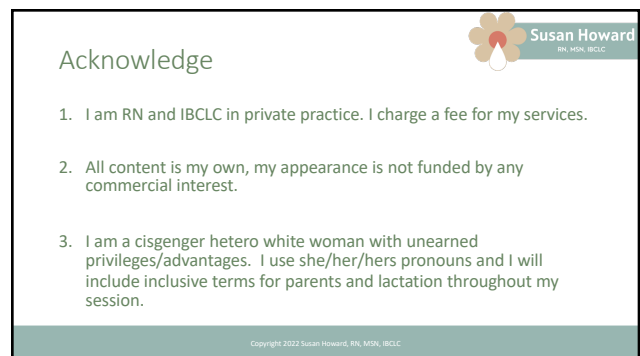 Susan Howard
RN, MSN, IBCLC
Acknowledge
1. I am RN and IBCLC in private practice. I charge a fee for my services.
2. All content is my own, my appearance is not funded by any
commercial interest.
3. I am a cisgenger hetero white woman with unearned
privileges/advantages.  I use she/her/hers pronouns and I will
include inclusive terms for parents and lactation throughout my
session.
Copyright 2022 Susan Howard, RN, MSN, IBCLC